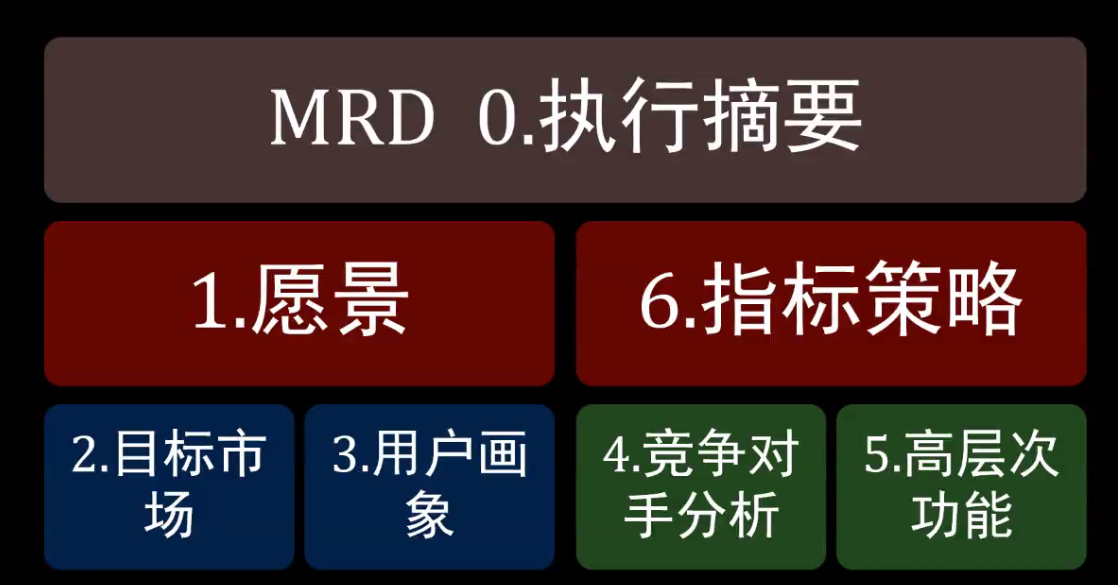 MRD 0.执行摘要
1.愿景
6.指标策略
2.目标市
场
3.用户画
象
4.竞争对
手分析
5.高层次
功能